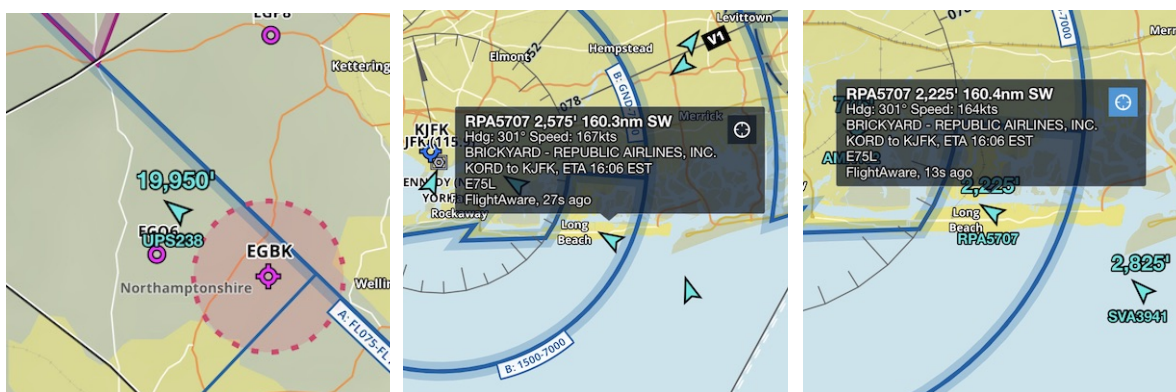 EGP8
Kettering
19,950'
EGO6
UPS238
EGBK
Northamptonshire
A: FL075-FL
Levittown
V1
Elmont
Hempstead
B: GND-7
078
RPA5707 2,575' 160.3nm SW
Hdg: 301° Speed: 167kts
BRICKYARD - REPUBLIC AIRLINES, INC.
KORD to KJFK, ETA 16:06 EST
E75L
FlightAware, 27s ago
Merrick
KJFK
Rockaway
Long
Beach
B: 1500-7000
-7000
RPA5707 2,225' 160.4nm SW
Hdg: 301° Speed: 164kts
BRICKYARD - REPUBLIC AIRLINES, INC.
KORD to KJFK, ETA 16:06 EST
E75L
FlightAware, 13s ago
2,225'
Long
Beach
RPA5707
2,825'
SVA3941